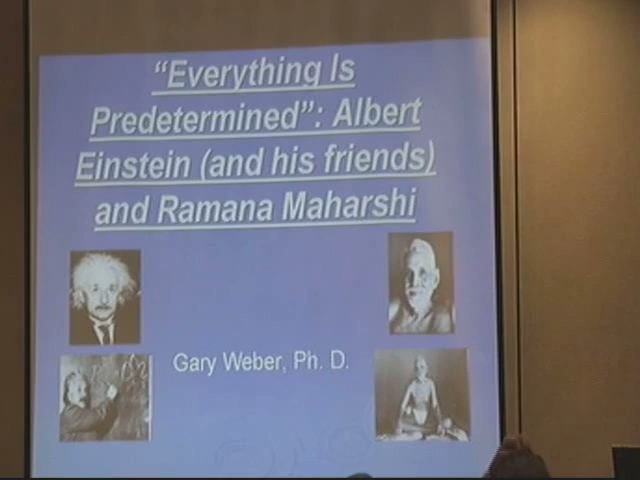 “Everything Is
Predetermined”: Albert
Einstein (and his friends)
and Ramana Maharshi
Gary Weber, Ph. D.